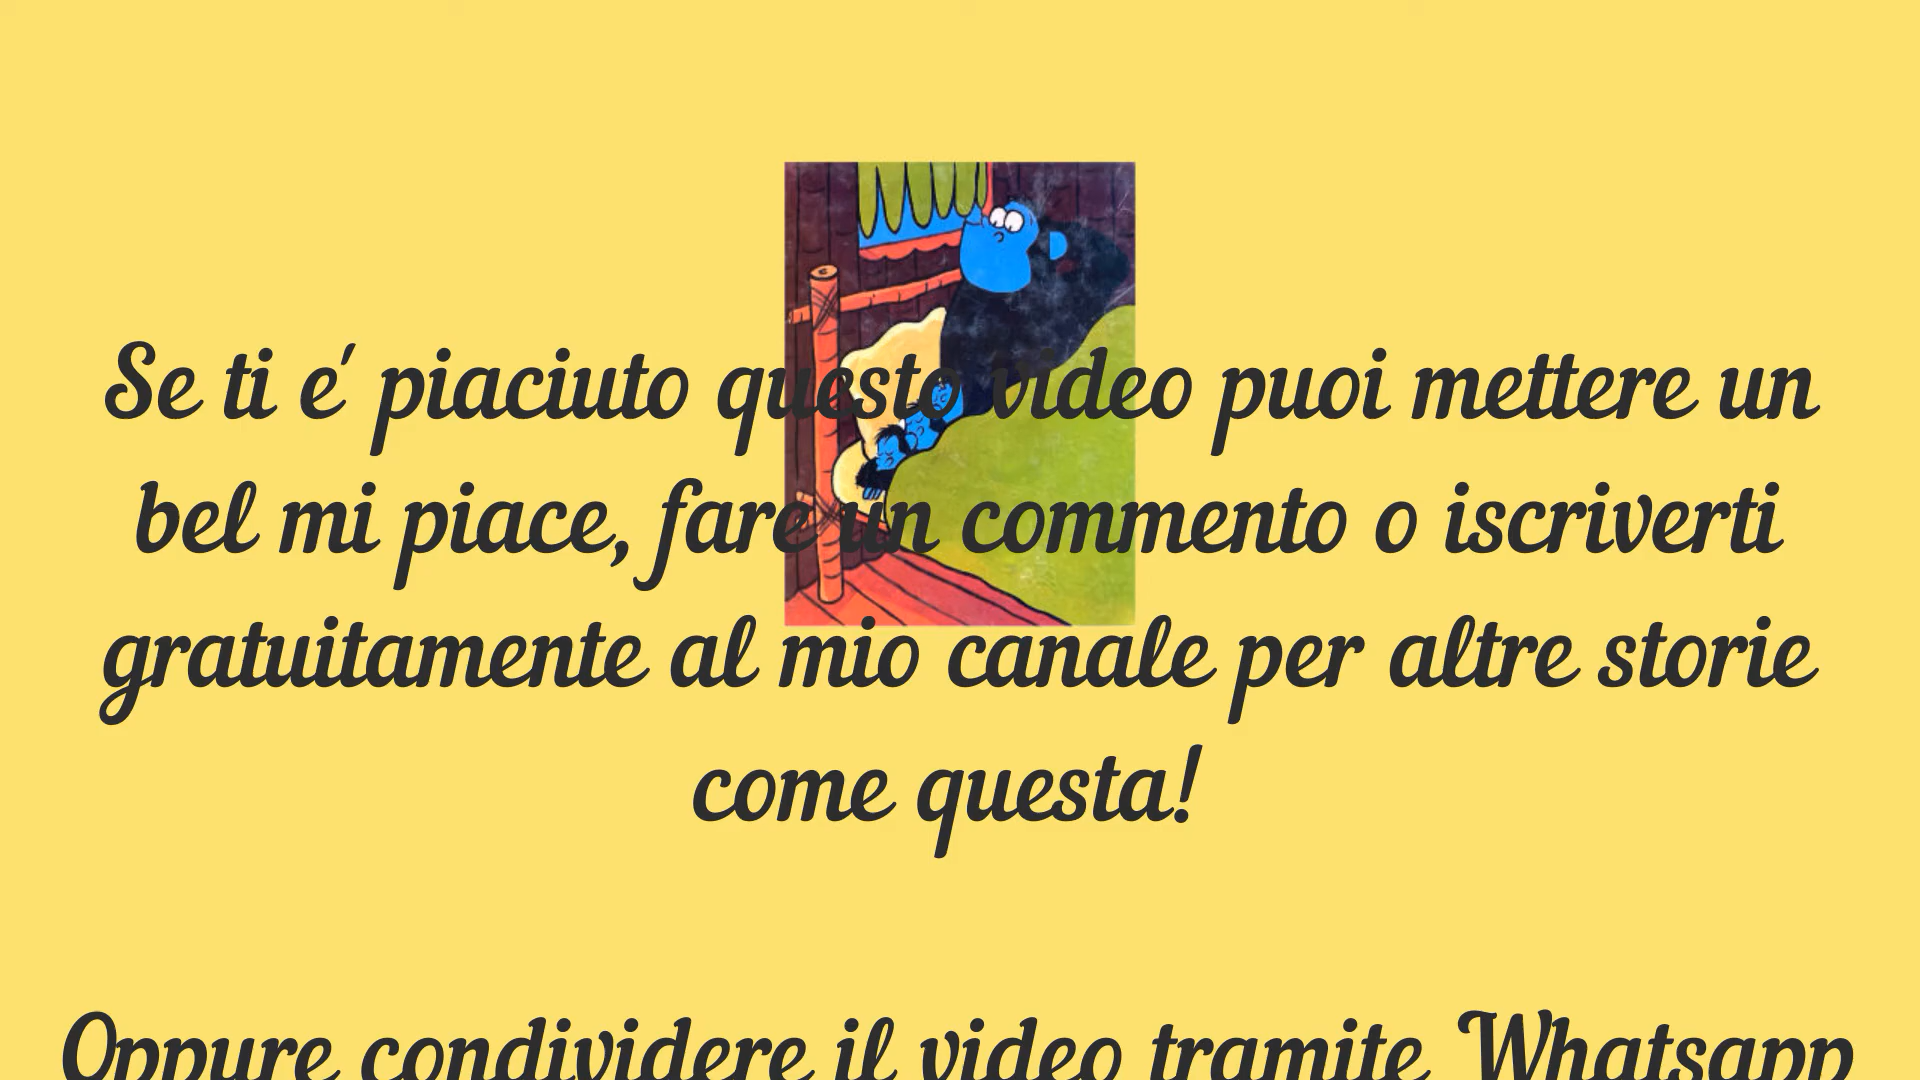 Se ti e' piaciuto questo video puoi mettere un
bel mi piace, fare un commento o iscriverti
gratuitamente al mio canale per altre storie
come questa!
Oppure condividere il video tramite Whatsapp